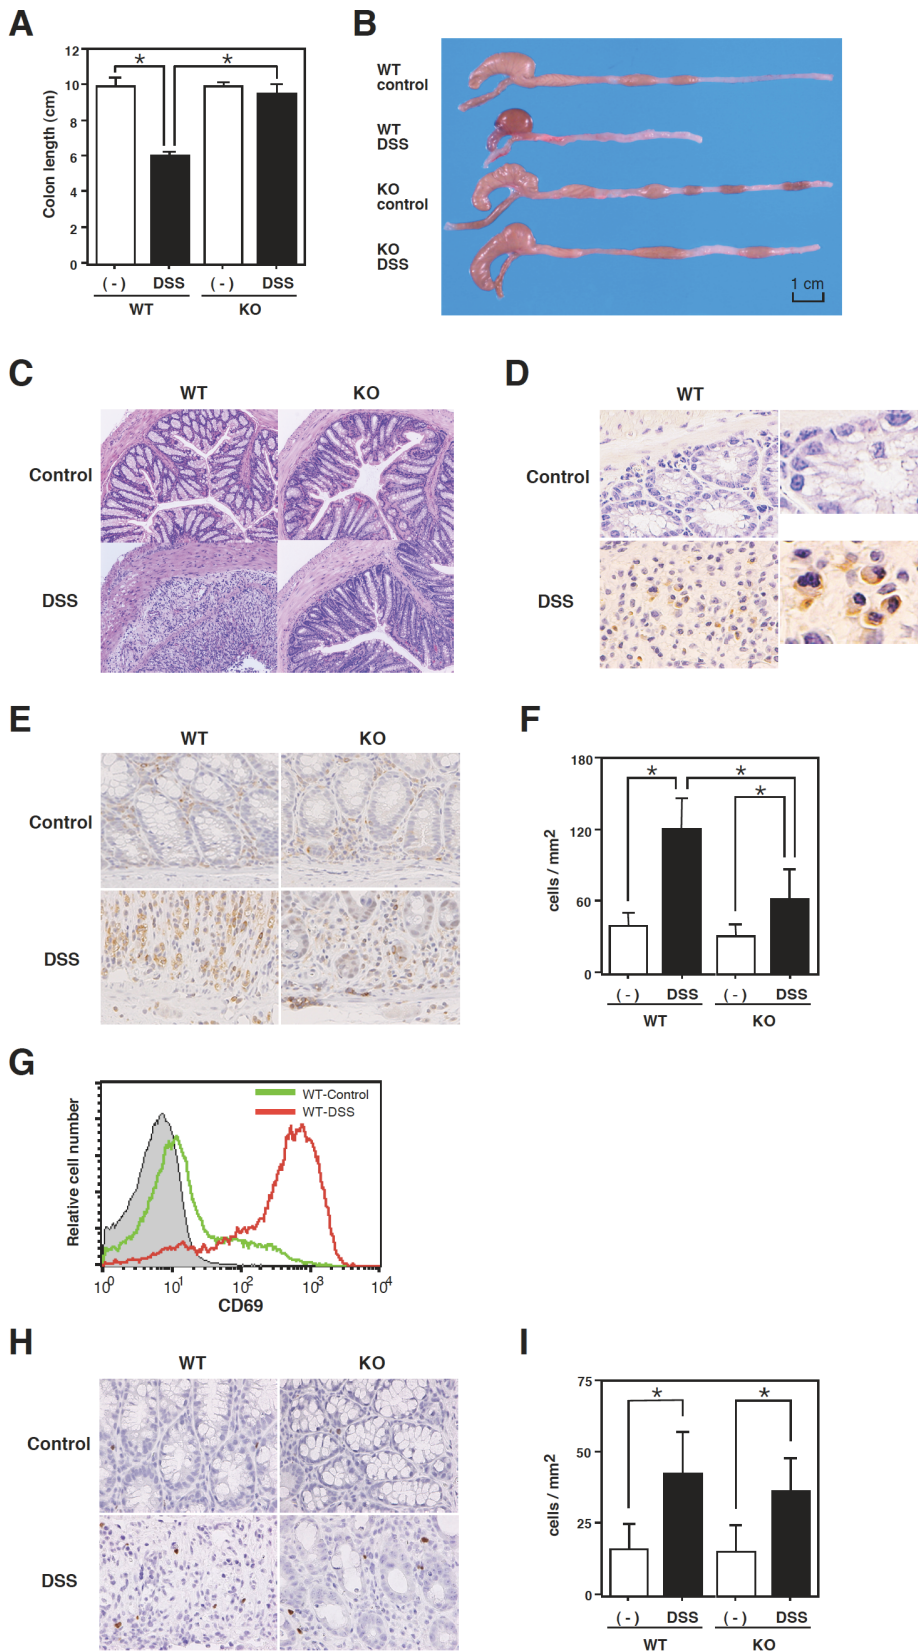 A
12
10
8
6
4
2
0
Colon length (cm)
*
*
( - )
DSS
( - )
DSS
WT
KO
B
WT
control
WT
DSS
KO
control
KO
DSS
1 cm
C
WT
KO
Control
DSS
D
WT
Control
DSS
E
WT
KO
Control
DSS
F
180
120
60
0
cells / mm2
*
*
*
( - )
DSS
( - )
DSS
WT
KO
G
Relative cell number
WT-Control
WT-DSS
10^0
10^1
10^2
10^3
10^4
CD69
H
WT
KO
Control
DSS
I
75
50
25
0
cells / mm2
*
*
( - )
DSS
( - )
DSS
WT
KO